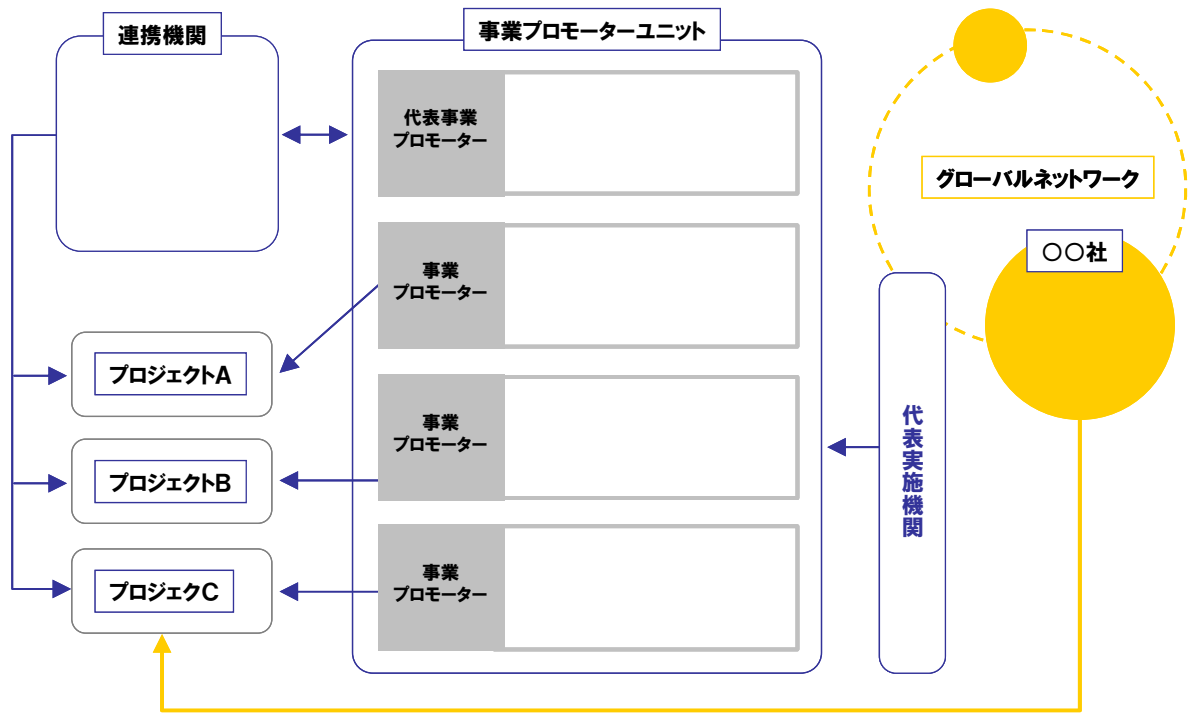 連携機関
事業プロモーターユニット
代表事業
プロモーター
グローバルネットワーク
〇〇社
事業
プロモーター
プロジェクトA
事業
プロモーター
代表実施機関
プロジェクトB
事業
プロモーター
プロジェクC